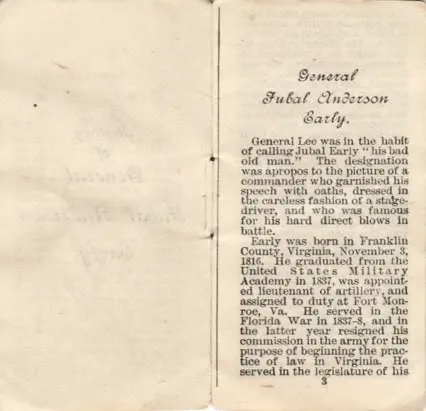 General
Jubal Anderson
Early.
General Lee was in the habit
of calling Jubal Early "his bad
old man." The designation
was apropos to the picture of a
commander who garnished his
speech with oaths, dressed in
the careless fashion of a stage-
driver, and who was famous
for his hard direct blows in
battle.
Early was born in Franklin
County, Virginia, November 3,
1816. He graduated from the
United States Military
Academy in 1837, was appoint-
ed lieutenant of artillery, and
assigned to duty at Fort Mon-
roe, Va. He served in the
Florida War in 1837-8, and in
the latter year resigned his
commission in the army for the
purpose of beginning the prac-
tice of law in Virginia. He
served in the legislature of his
3